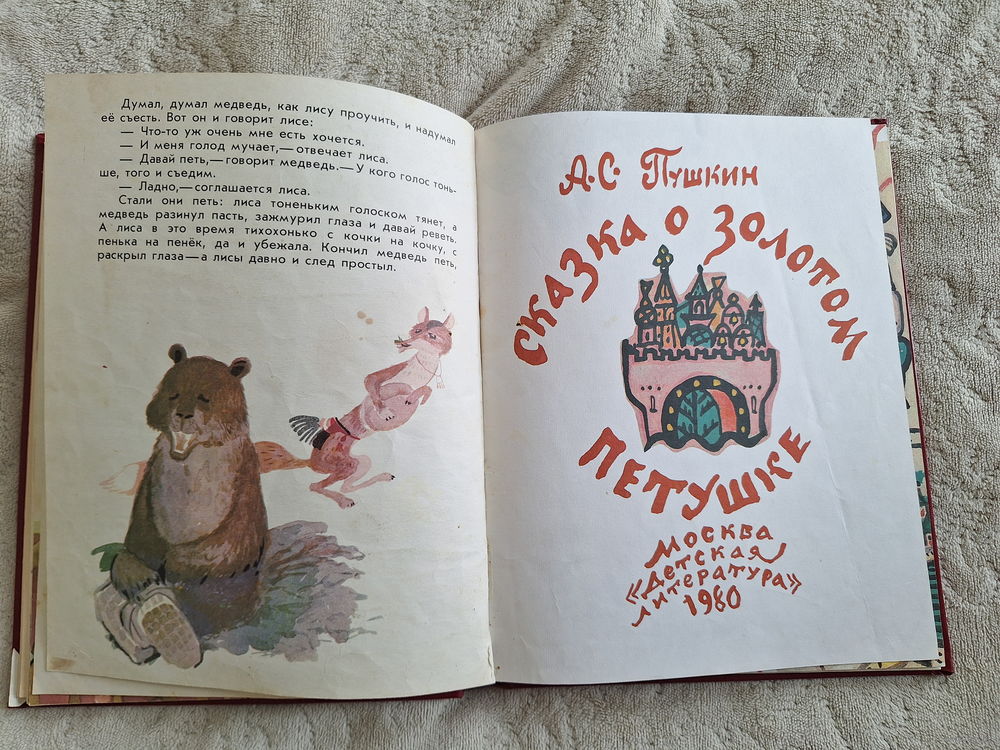 Думал, думал медведь, как лису проучить, и надумал
её съесть. Вот он и говорит лисе:
— Что-то уж очень мне есть хочется.
— И меня голод мучает,— отвечает лиса.
— Давай петь,— говорит медведь.— У кого голос тонь-
ше, того и съедим.
— Ладно,— соглашается лиса.
Стали они петь: лиса тоненьким голоском тянет, а
медведь разинул пасть, зажмурил глаза и давай реветь.
А лиса в это время тихохонько с кочки на кочку, с
пенька на пенёк, да и убежала. Кончил медведь петь,
раскрыл глаза — а лисы давно и след простыл.
А.С. Пушкин
Сказка о золотом
петушке
Москва
«Детская
литература»
1980